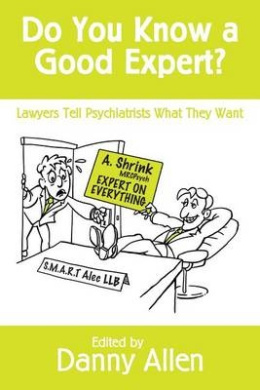 Do You Know a
Good Expert?
Lawyers Tell Psychiatrists What They Want
A. Shrink
MRCPsych
EXPERT ON
EVERYTHING
S.M.A.R.T Alec LLB
Edited by
Danny Allen